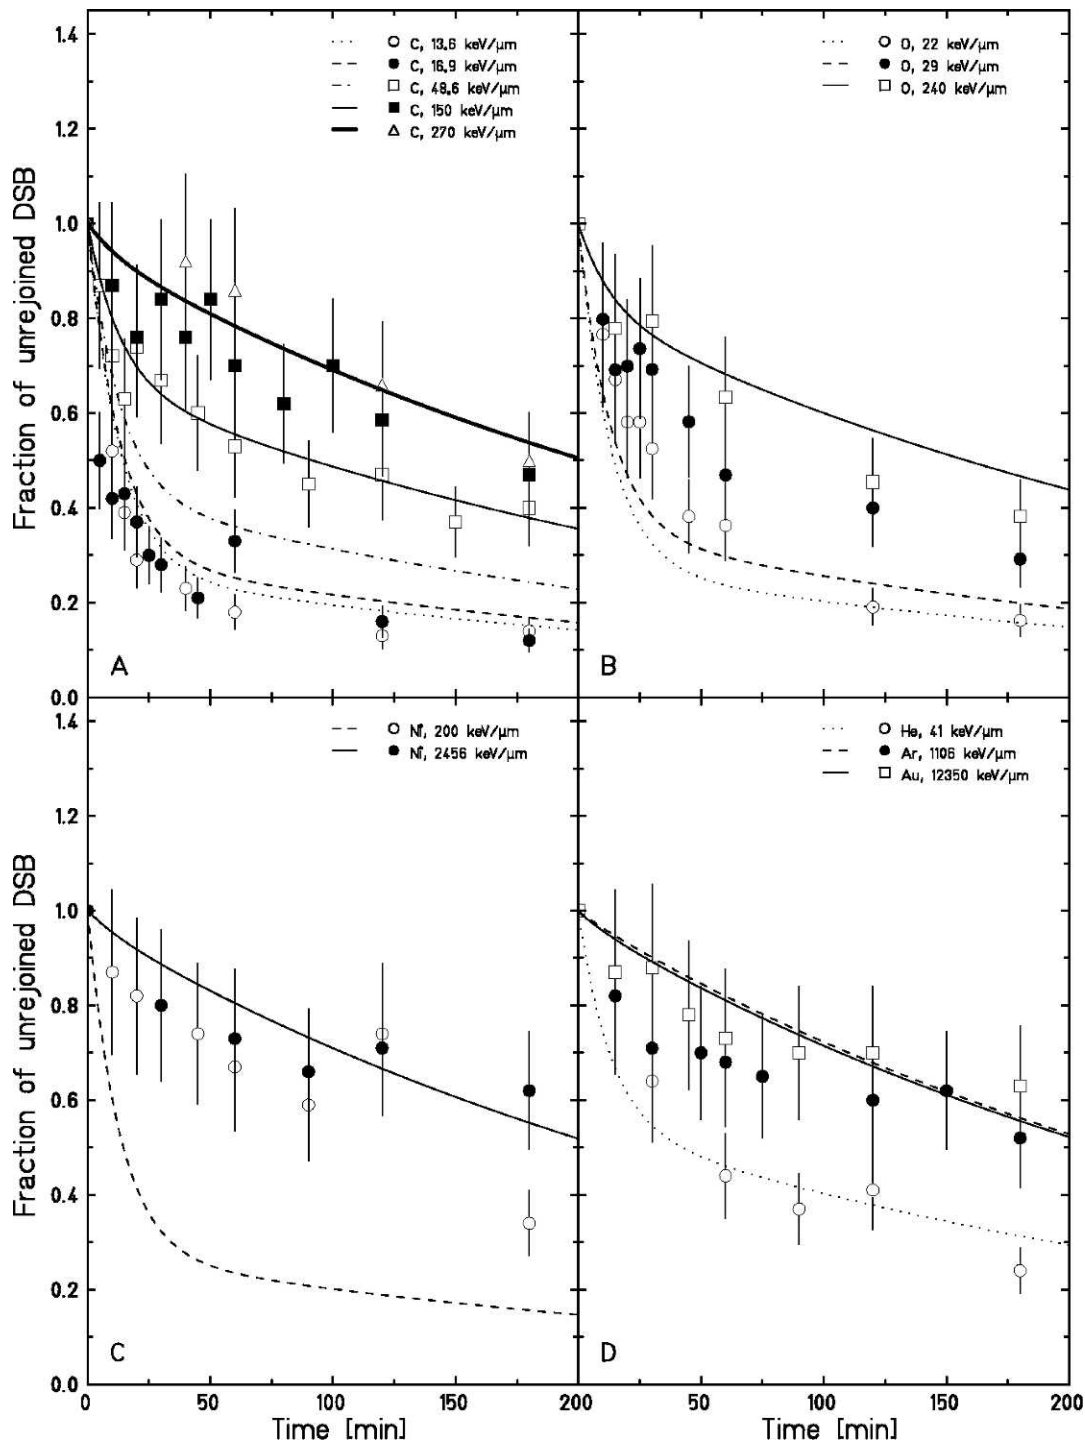 Fraction of unrejoined DSB
1.4
1.2
1.0
0.8
0.6
0.4
0.2
0.0
C, 13.6 keV/μm
C, 16.9 keV/μm
C, 48.6 keV/μm
C, 150 keV/μm
C, 270 keV/μm
A
O, 22 keV/μm
O, 29 keV/μm
O, 240 keV/μm
B
Fraction of unrejoined DSB
1.4
1.2
1.0
0.8
0.6
0.4
0.2
0.0
Ni, 200 keV/μm
Ni, 2456 keV/μm
C
0 50 100 150 200
Time [min]
He, 41 keV/μm
Ar, 1106 keV/μm
Au, 12350 keV/μm
D
50 100 150 200
Time [min]